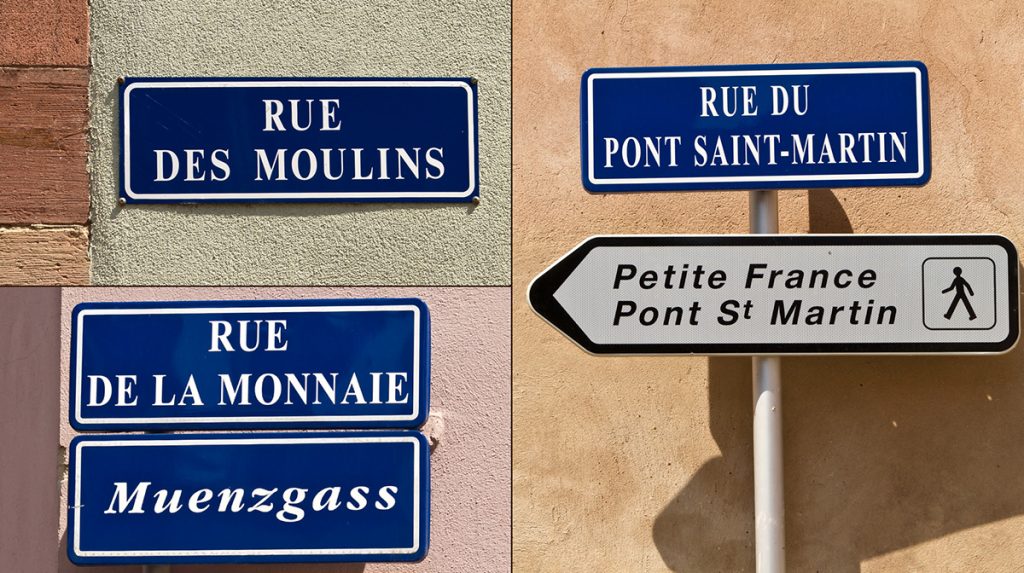 RUE
DES MOULINS
RUE
DE LA MONNAIE
Muenzgass
RUE DU
PONT SAINT-MARTIN
Petite France
Pont St Martin